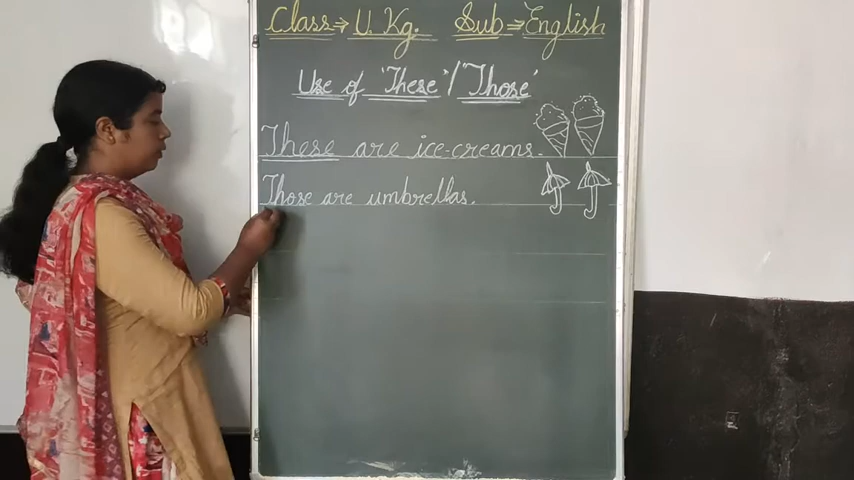 Class → U.Kg. Sub → English
Use of 'These' / 'Those'
These are ice-creams.
Those are umbrellas.